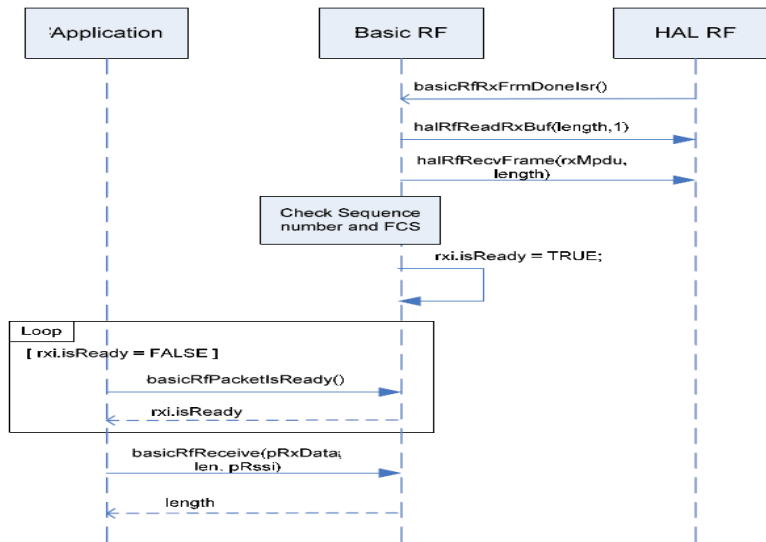 Application
Basic RF
HAL RF
basicRfRxFrmDoneIsr()
halRfReadRxBuf(length,1)
halRfRecvFrame(rxMpdu,
length)
Check Sequence
number and FCS
rxi.isReady = TRUE;
Loop
[ rxi.isReady = FALSE ]
basicRfPacketIsReady()
rxi.isReady
basicRfReceive(pRxData,
len, pRssi)
length